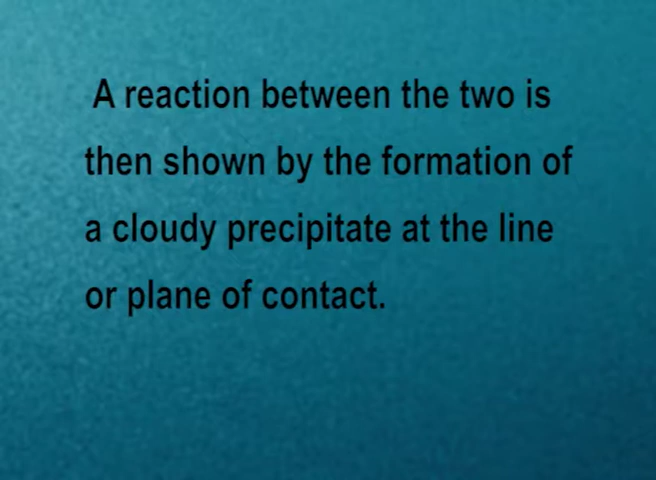 A reaction between the two is
then shown by the formation of
a cloudy precipitate at the line
or plane of contact.